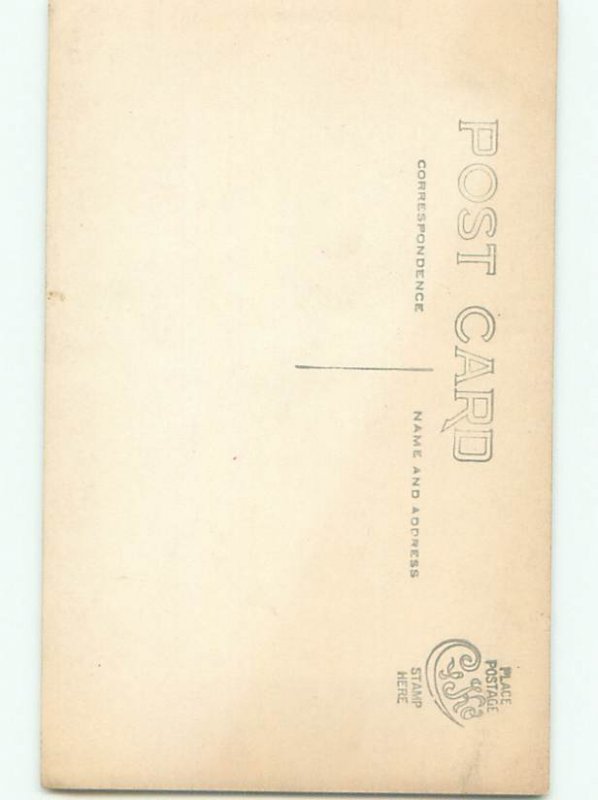 POST CARD
CORRESPONDENCE
NAME AND ADDRESS
PLACE
POSTAGE
STAMP
HERE